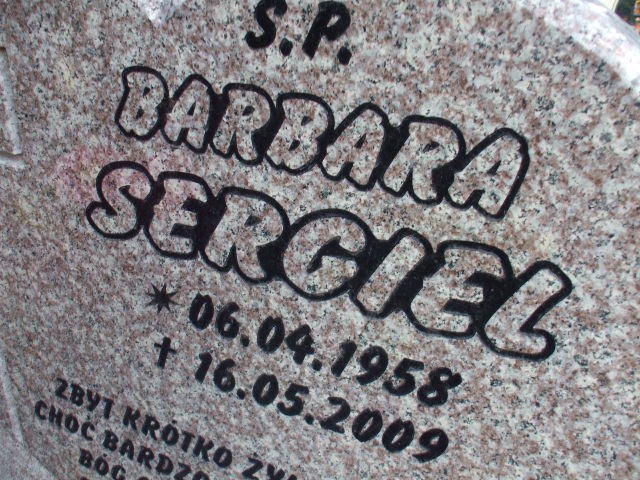 S.P.
BARBARA
SERGIEL
* 06.04.1958
† 16.05.2009
ZBYT KRÓTKO
CHOĆ BARDZO
BÓG